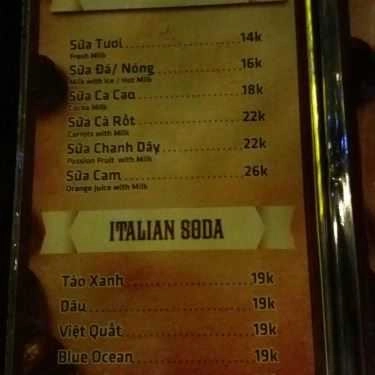 Sữa Tươi 14k
Fresh Milk
Sữa Đá/ Nóng 16k
Milk with Ice / Hot Milk
Sữa Ca Cao 18k
Cocoa Milk
Sữa Cà Rốt 22k
Carrots with Milk
Sữa Chanh Dây 22k
Passion Fruit with Milk
Sữa Cam 26k
Orange juice with Milk
ITALIAN SODA
Táo Xanh 19k
Dâu 19k
Việt Quất 19k
Blue Ocean 19k